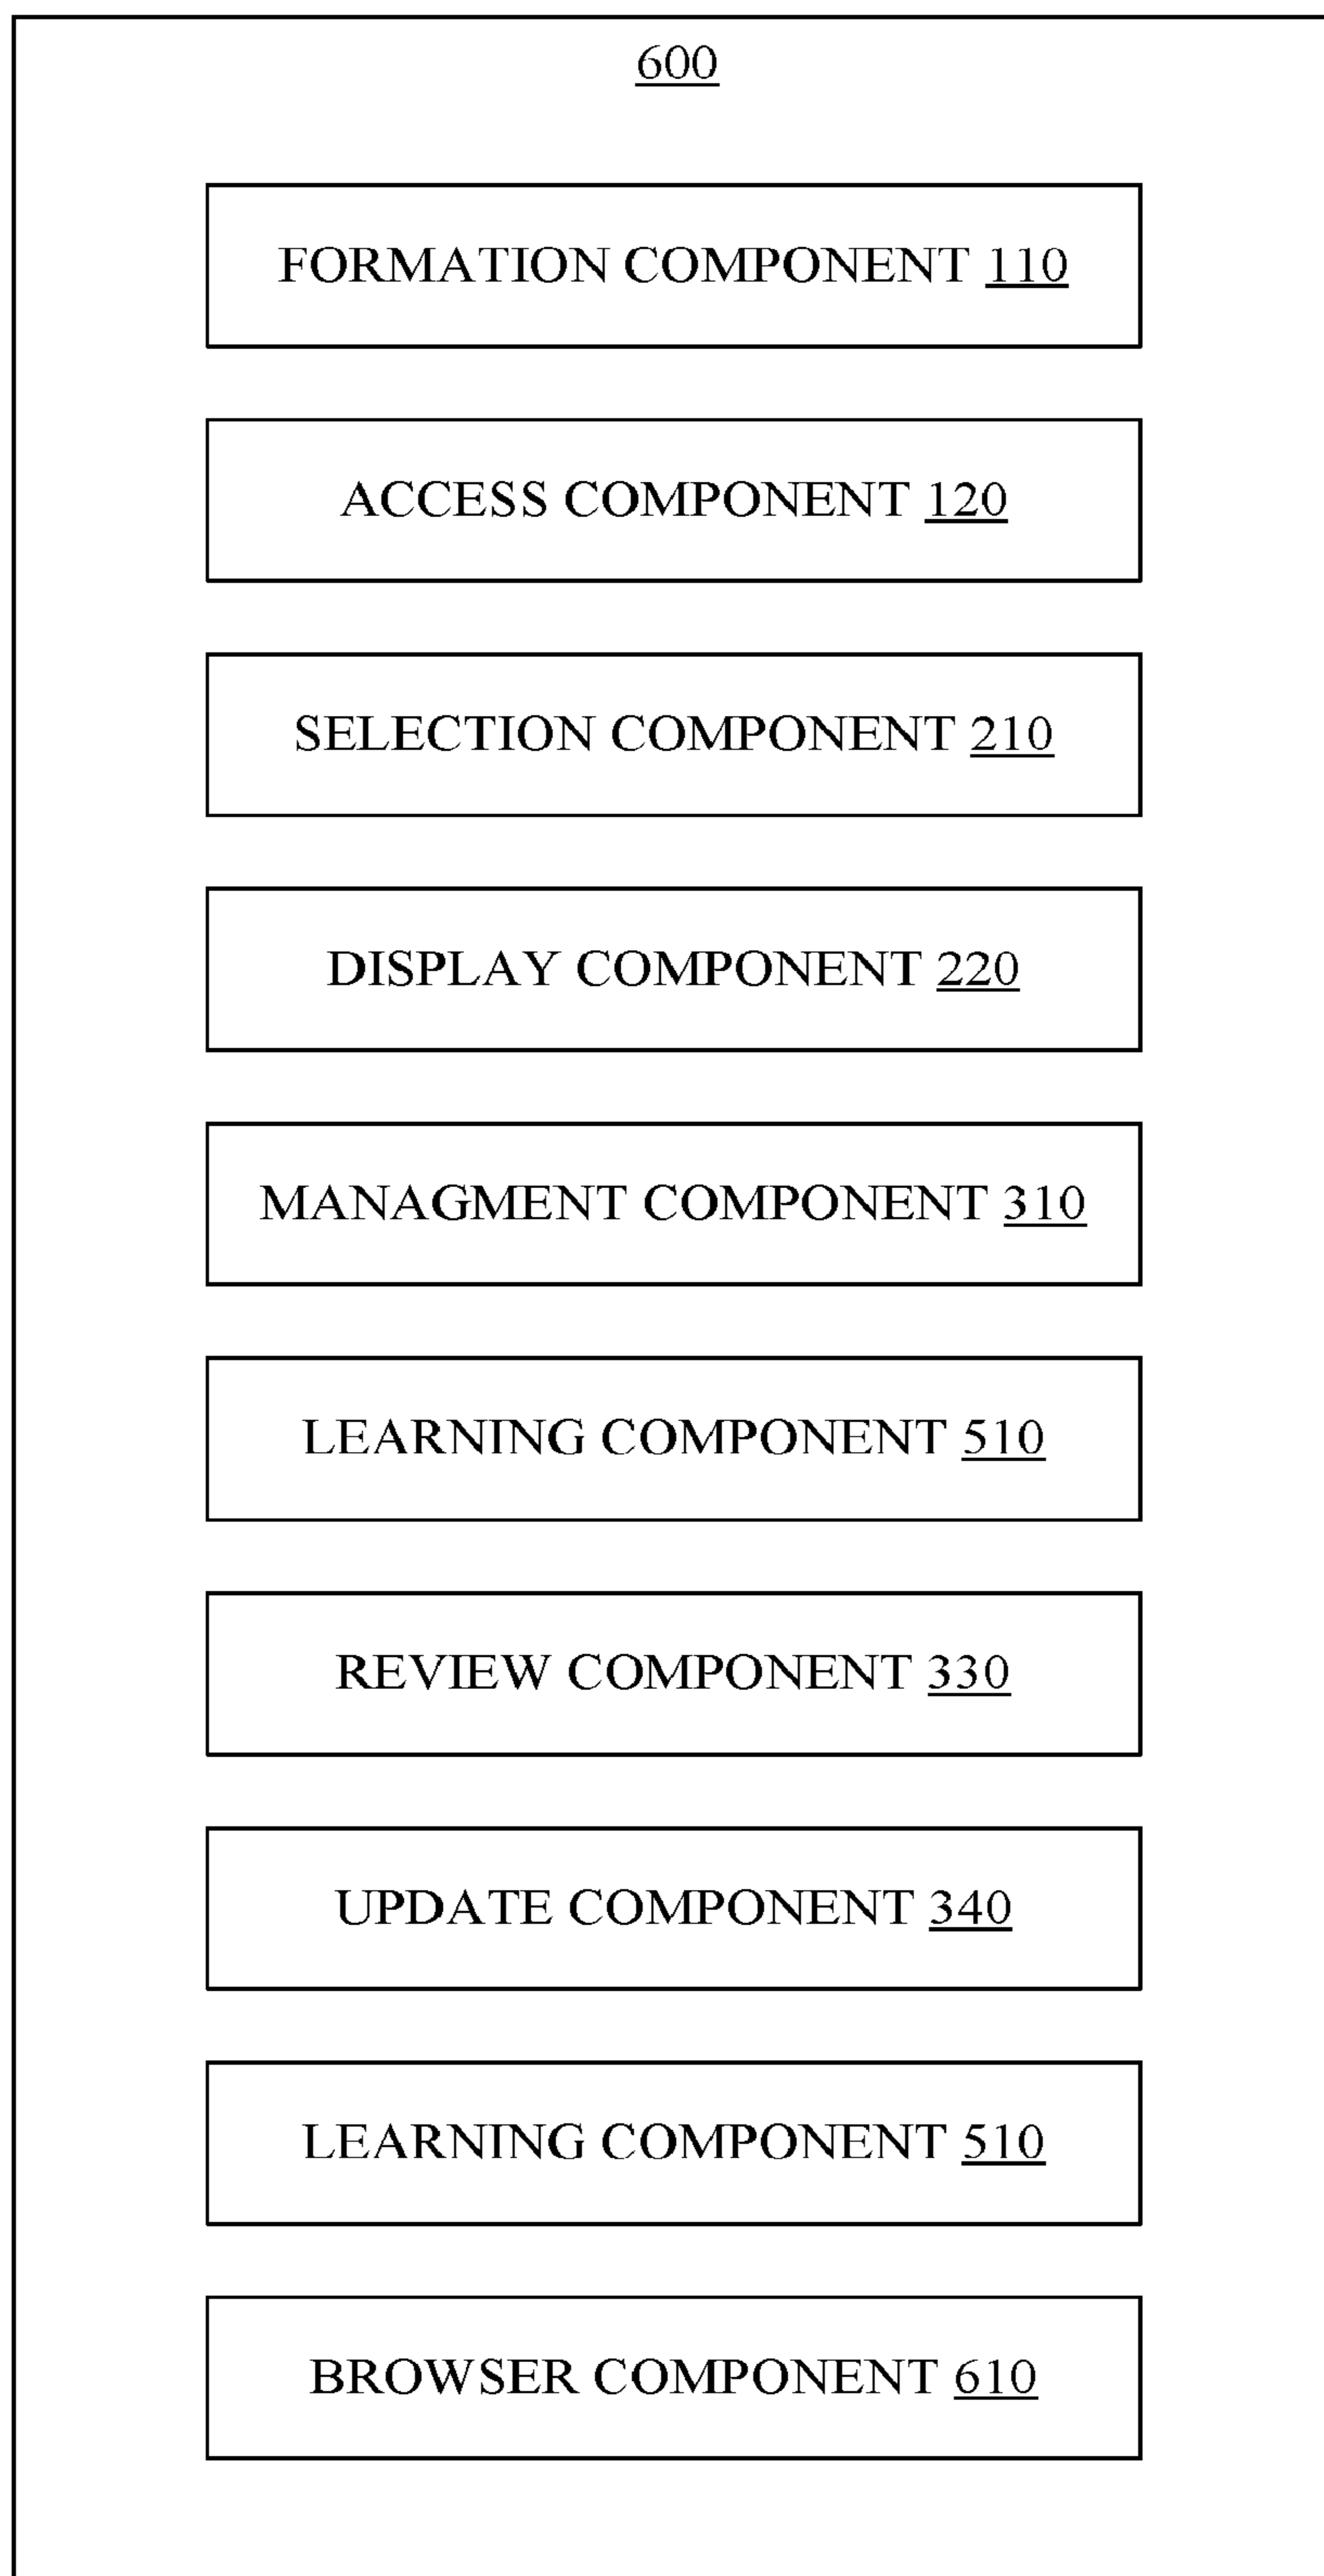 600
FORMATION COMPONENT 110
ACCESS COMPONENT 120
SELECTION COMPONENT 210
DISPLAY COMPONENT 220
MANAGMENT COMPONENT 310
LEARNING COMPONENT 510
REVIEW COMPONENT 330
UPDATE COMPONENT 340
LEARNING COMPONENT 510
BROWSER COMPONENT 610